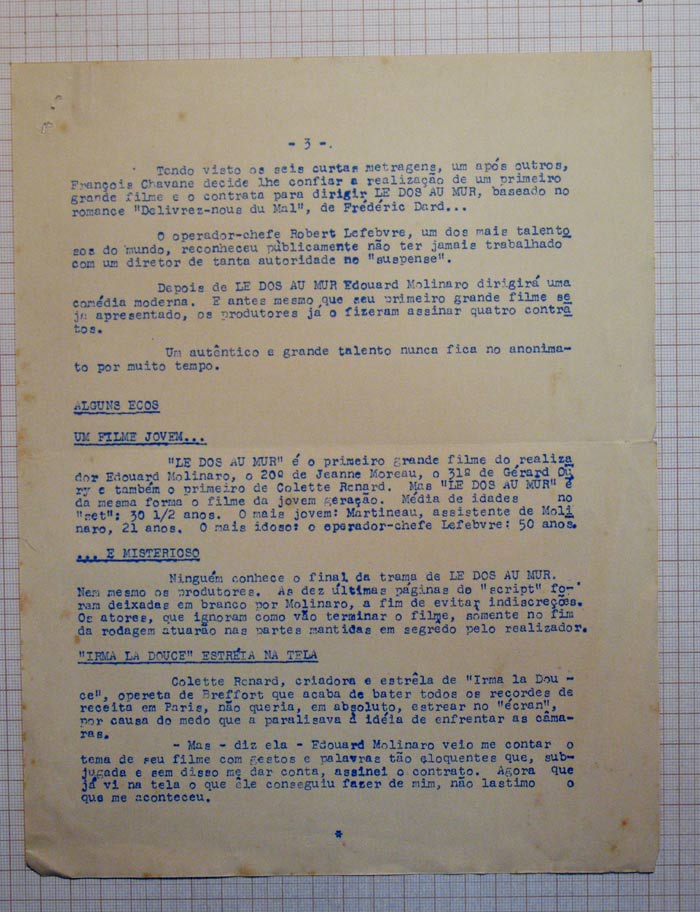 - 3 -.
Tendo visto os seis curtas metragens, um após outros,
François Chavane decide lhe confiar a realização de um primeiro
grande filme e o contrata para dirigir LE DOS AU MUR, baseado no
romance "Délivrez-nous du Mal", de Frédéric Dard...
O operador-chefe Robert Lefebvre, um dos mais talento
sos do mundo, reconheceu públicamente não ter jamais trabalhado
com um diretor de tanta autoridade no "suspense".
Depois de LE DOS AU MUR Edouard Molinaro dirigirá uma
comédia moderna. E antes mesmo que seu primeiro grande filme se
ja apresentado, os produtores já o fizeram assinar quatro contra
tos.
Um autêntico e grande talento nunca fica no anonima-
to por muito tempo.
ALGUNS ECOS
UM FILME JOVEM...
"LE DOS AU MUR" é o primeiro grande filme do realiza
dor Edouard Molinaro, o 20º de Jeanne Moreau, o 31º de Gérard Ou
ry e também o primeiro de Colette Renard. Mas "LE DOS AU MUR" é
da mesma forma o filme da jovem geração. Média de idades no
"set": 30 1/2 anos. O mais jovem: Martineau, assistente de Moli
naro, 21 anos. O mais idoso: o operador-chefe Lefebvre: 50 anos.
... E MISTERIOSO
Ninguém conhece o final da trama de LE DOS AU MUR.
Nem mesmo os produtores. As dez últimas páginas do "script" fo-
ram deixadas em branco por Molinaro, a fim de evitar indiscreções.
Os atores, que ignoram como vão terminar o filme, somente no fim
da rodagem atuarão nas partes mantidas em segrêdo pelo realizador.
"IRMA LA DOUCE" ESTRÉIA NA TELA
Colette Renard, criadora e estrêla de "Irma la Dou -
ce", opereta de Breffort que acaba de bater todos os recordes de
receita em Paris, não queria, em absoluto, estrear no "écran",
por causa do medo que a paralisava à idéia de enfrentar as câma-
ras.
- Mas - diz ela - Edouard Molinaro veio me contar o
tema de seu filme com gestos e palavras tão eloquentes que, sub-
jugada e sem disso me dar conta, assinei o contrato. Agora que
já vi na tela o que êle conseguiu fazer de mim, não lastimo o
que me aconteceu.
*